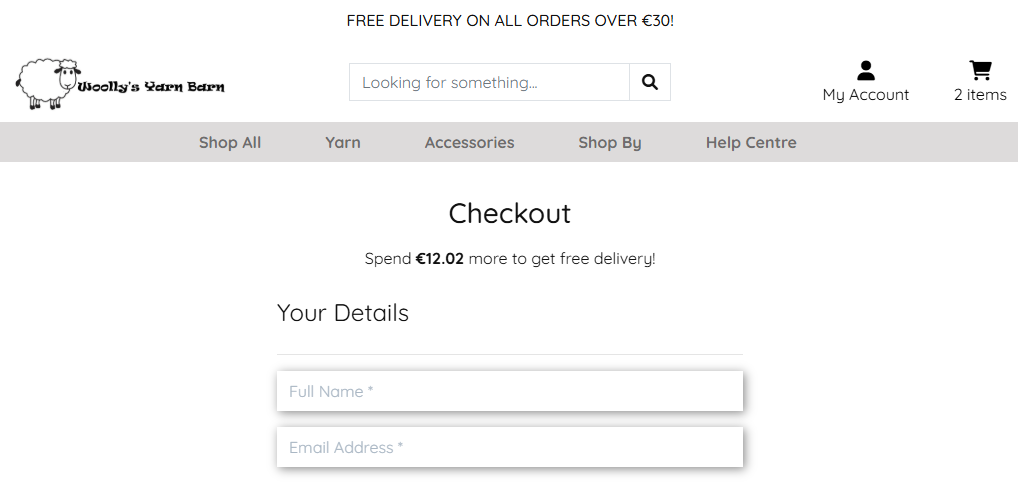 FREE DELIVERY ON ALL ORDERS OVER €30!
Woolly's Yarn Barn
Looking for something...
My Account
2 items
Shop All Yarn Accessories Shop By Help Centre
Checkout
Spend €12.02 more to get free delivery!
Your Details
Full Name *
Email Address *